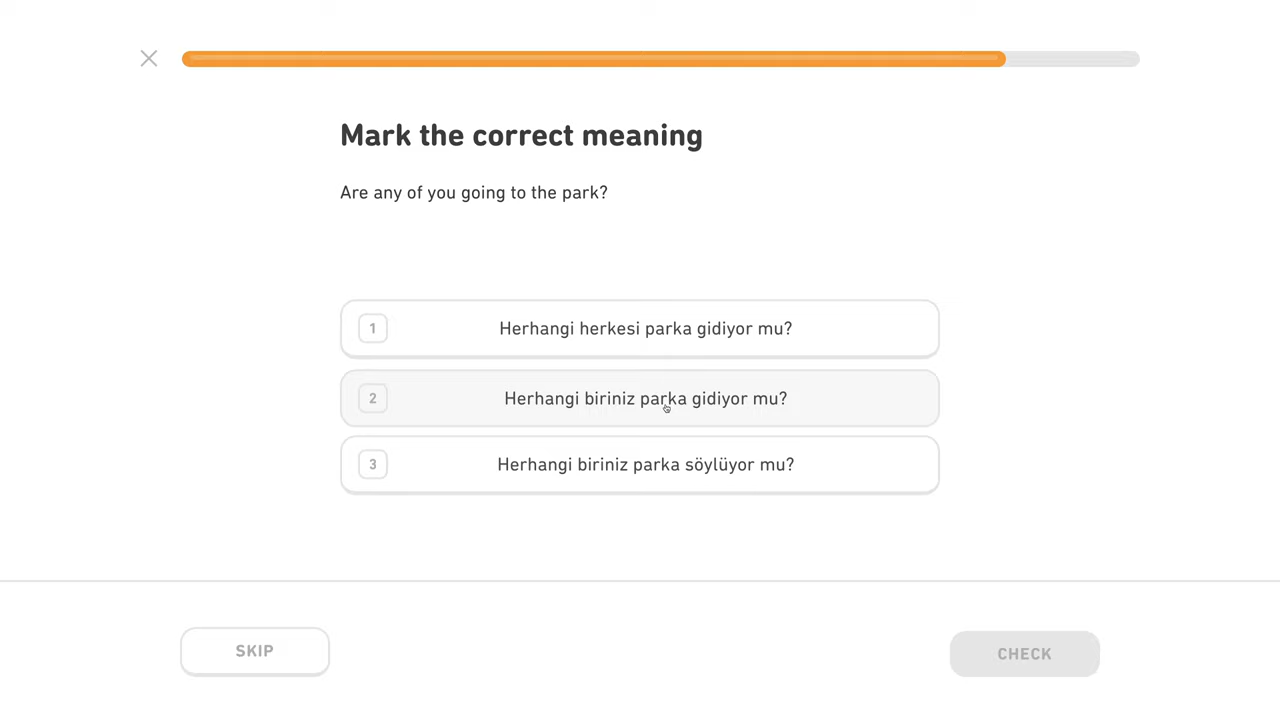 Mark the correct meaning
Are any of you going to the park?
1 Herhangi herkesi parka gidiyor mu?
2 Herhangi biriniz parka gidiyor mu?
3 Herhangi biriniz parka söylüyor mu?
SKIP
CHECK